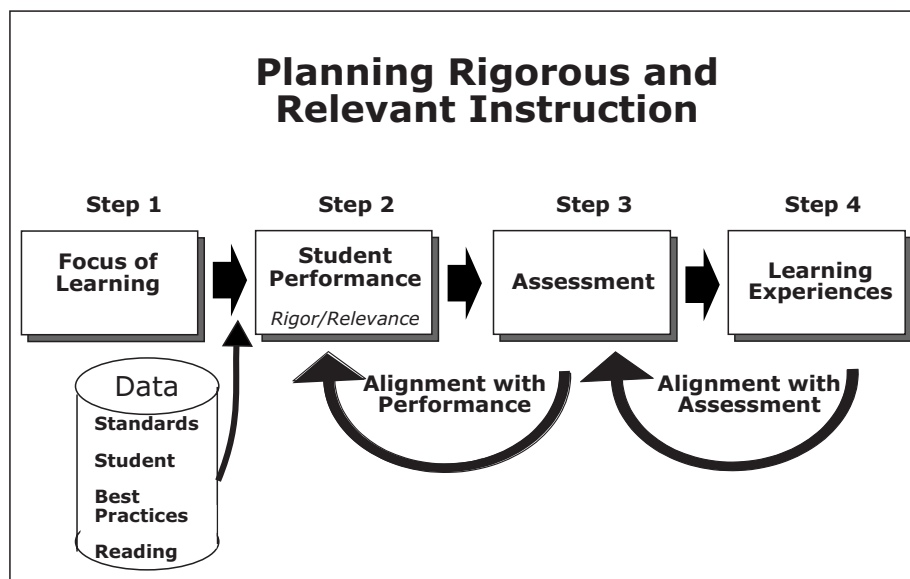 Planning Rigorous and
Relevant Instruction
Step 1
Step 2
Step 3
Step 4
Focus of
Learning
Student
Performance
Rigor/Relevance
Assessment
Learning
Experiences
Data
Standards
Student
Best
Practices
Reading
Alignment with
Performance
Alignment with
Assessment